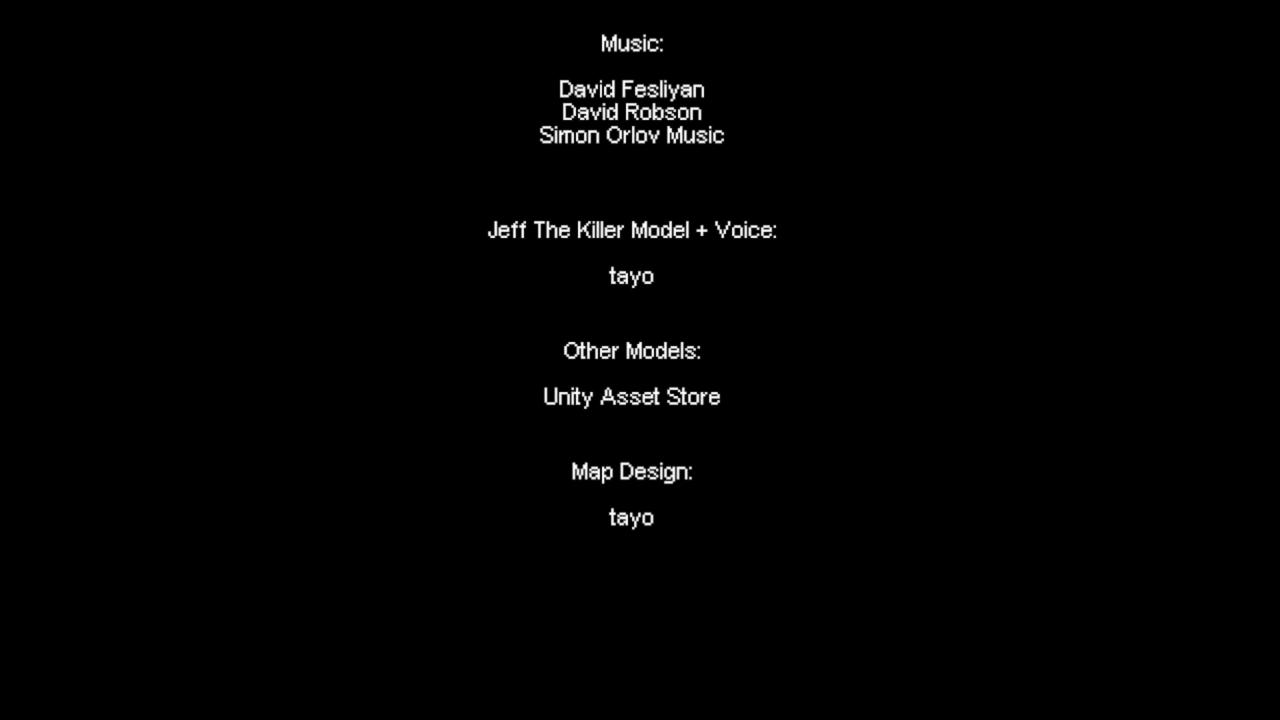 Music:
David Fesliyan
David Robson
Simon Orlov Music
Jeff The Killer Model + Voice:
tayo
Other Models:
Unity Asset Store
Map Design:
tayo